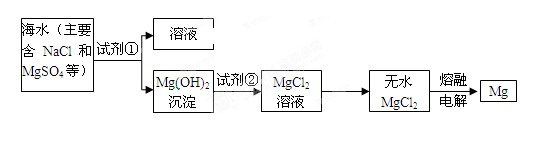 海水（主要
含 NaCl 和
MgSO₄等）
试剂①
溶液
Mg(OH)₂
沉淀
试剂②
MgCl₂
溶液
无水
MgCl₂
熔融
电解
Mg